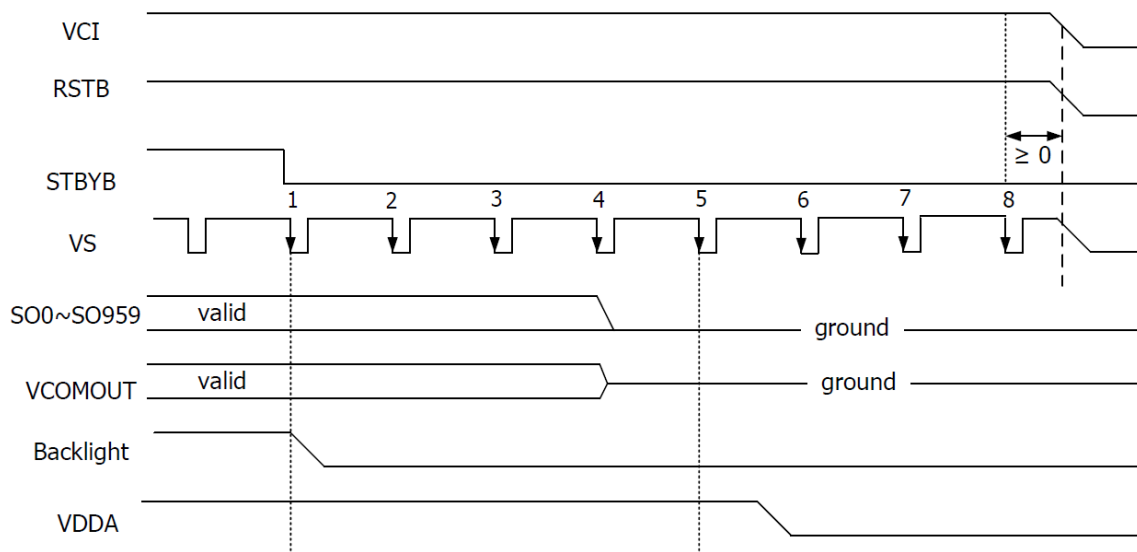 VCI
RSTB
≥ 0
STBYB
1 2 3 4 5 6 7 8
VS
SO0~SO959 valid ground
VCOMOUT valid ground
Backlight
VDDA